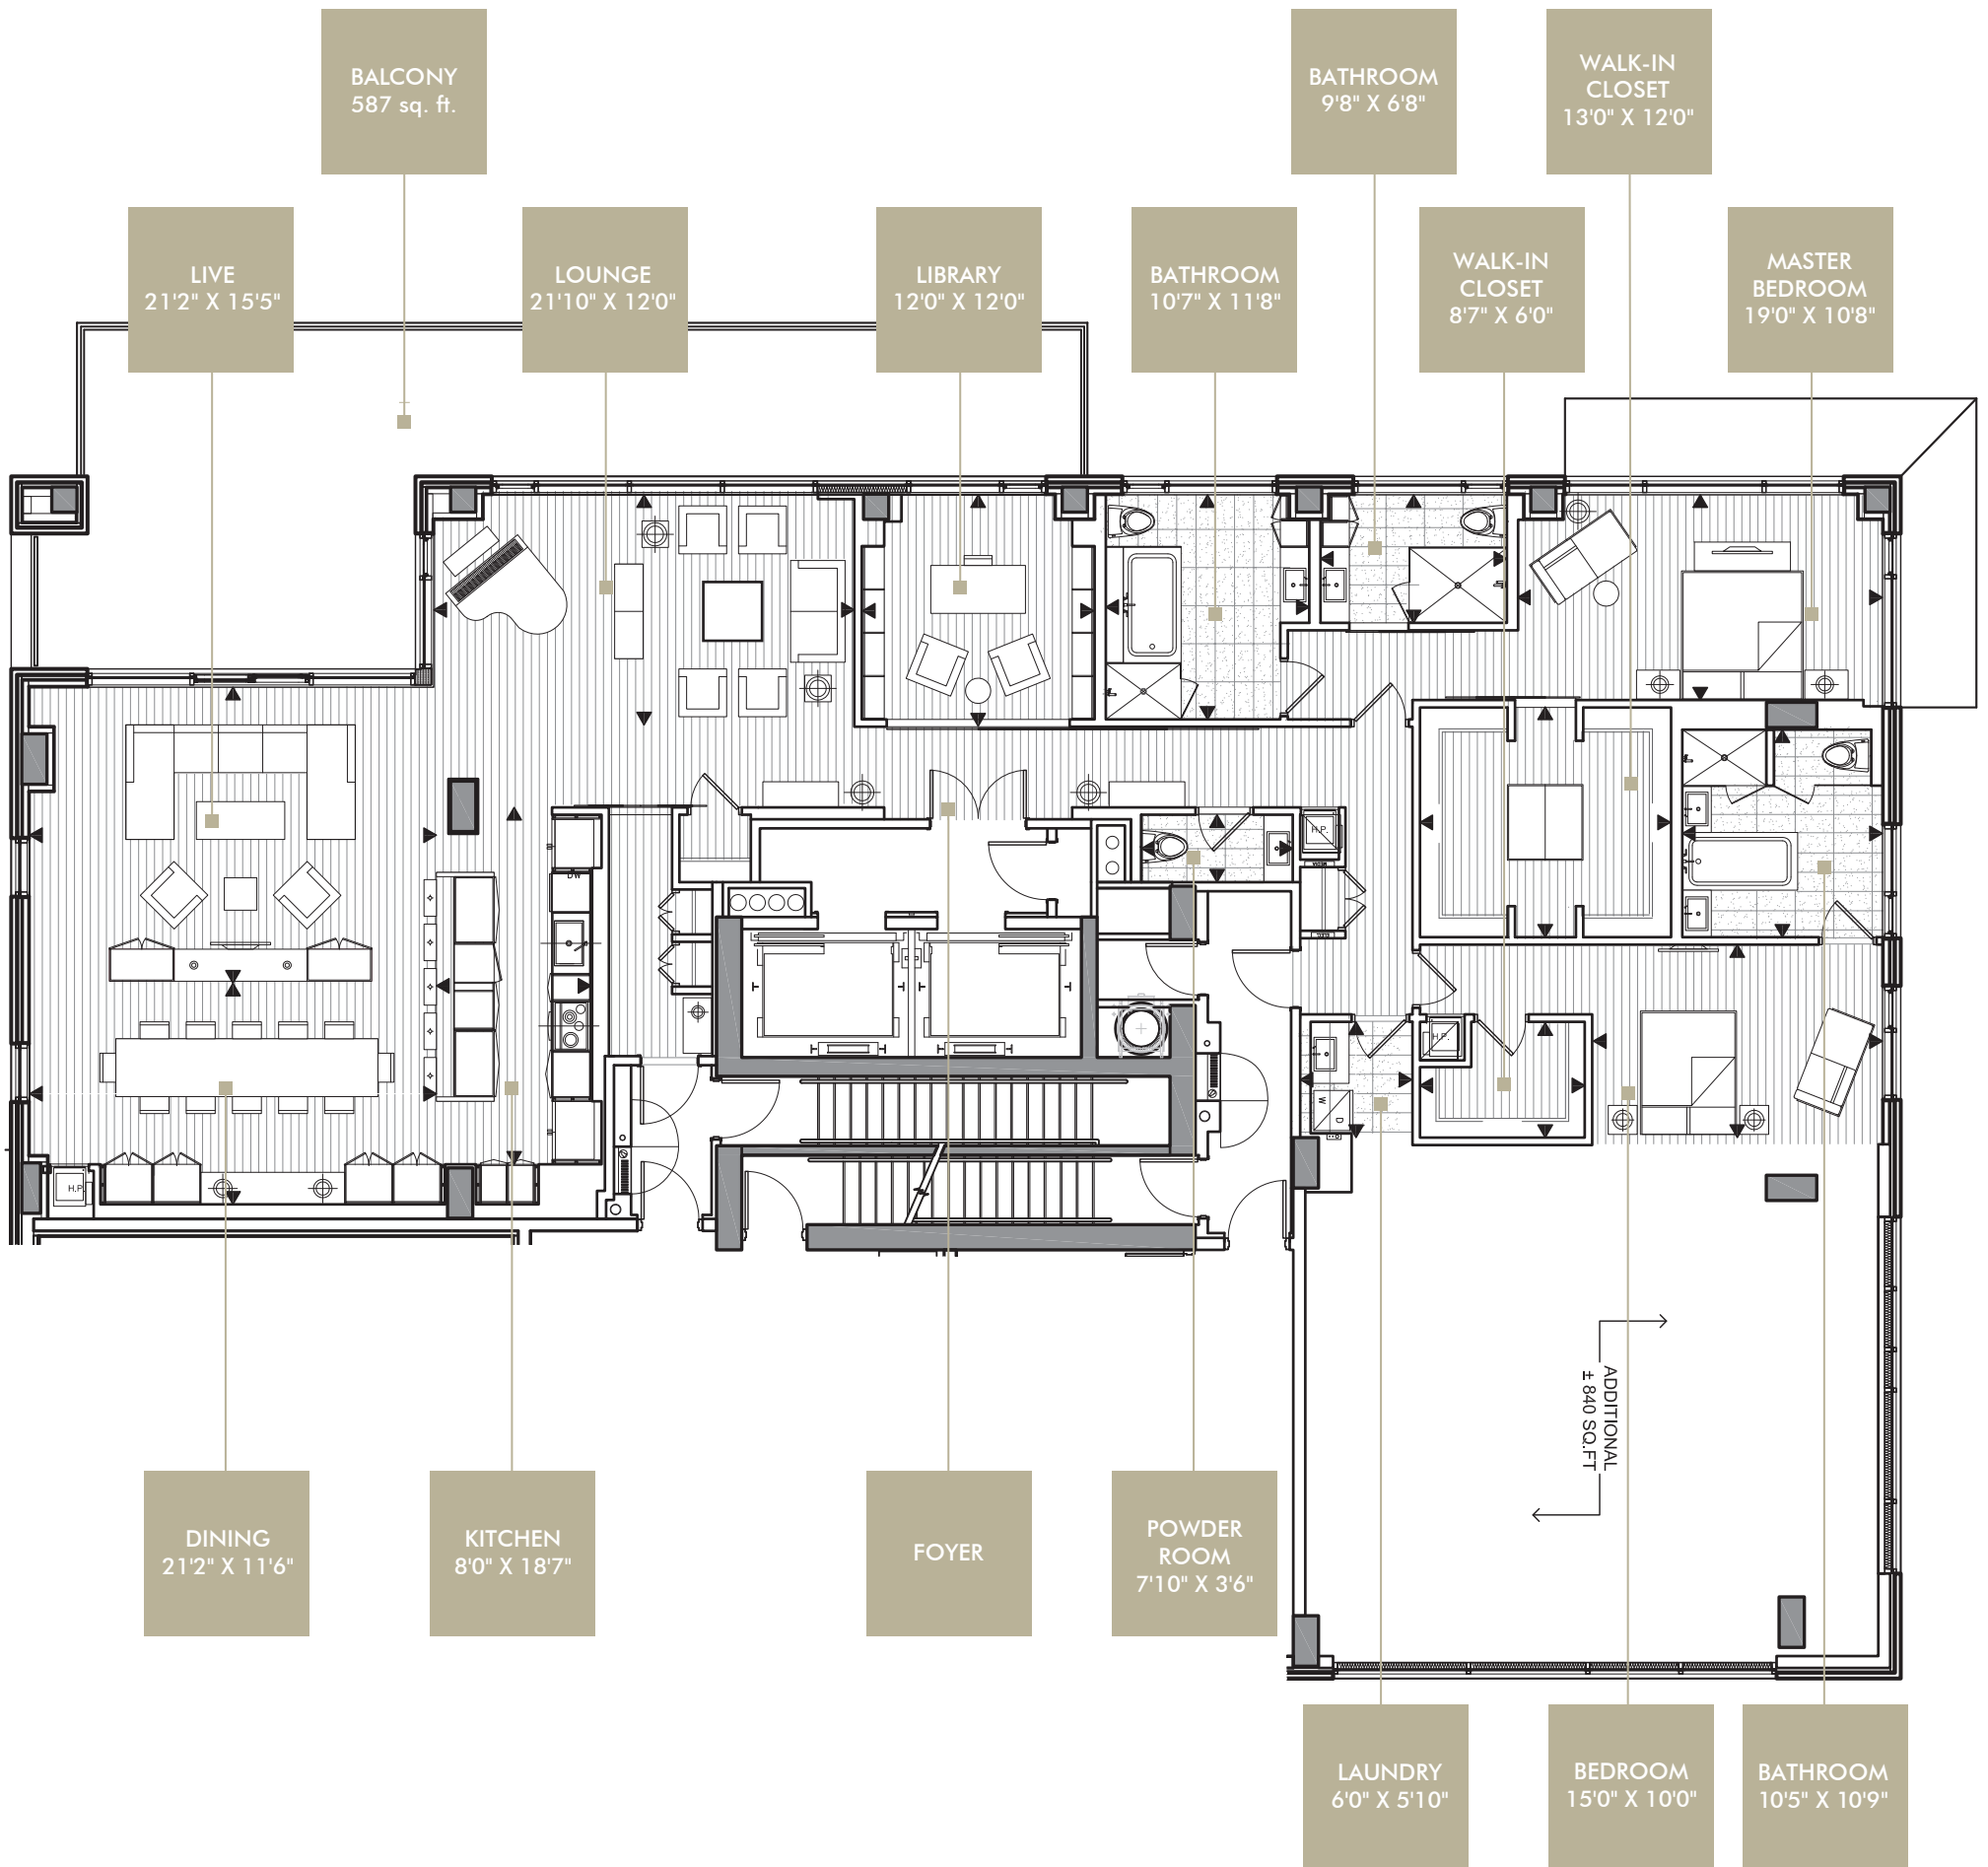 BALCONY
587 sq. ft.
BATHROOM
9'8" X 6'8"
WALK-IN
CLOSET
13'0" X 12'0"
LIVE
21'2" X 15'5"
LOUNGE
21'10" X 12'0"
LIBRARY
12'0" X 12'0"
BATHROOM
10'7" X 11'8"
WALK-IN
CLOSET
8'7" X 6'0"
MASTER
BEDROOM
19'0" X 10'8"
H.P.
DW
H.P.
W
D
H.P.
ADDITIONAL
± 840 SQ.FT
DINING
21'2" X 11'6"
KITCHEN
8'0" X 18'7"
FOYER
POWDER
ROOM
7'10" X 3'6"
LAUNDRY
6'0" X 5'10"
BEDROOM
15'0" X 10'0"
BATHROOM
10'5" X 10'9"